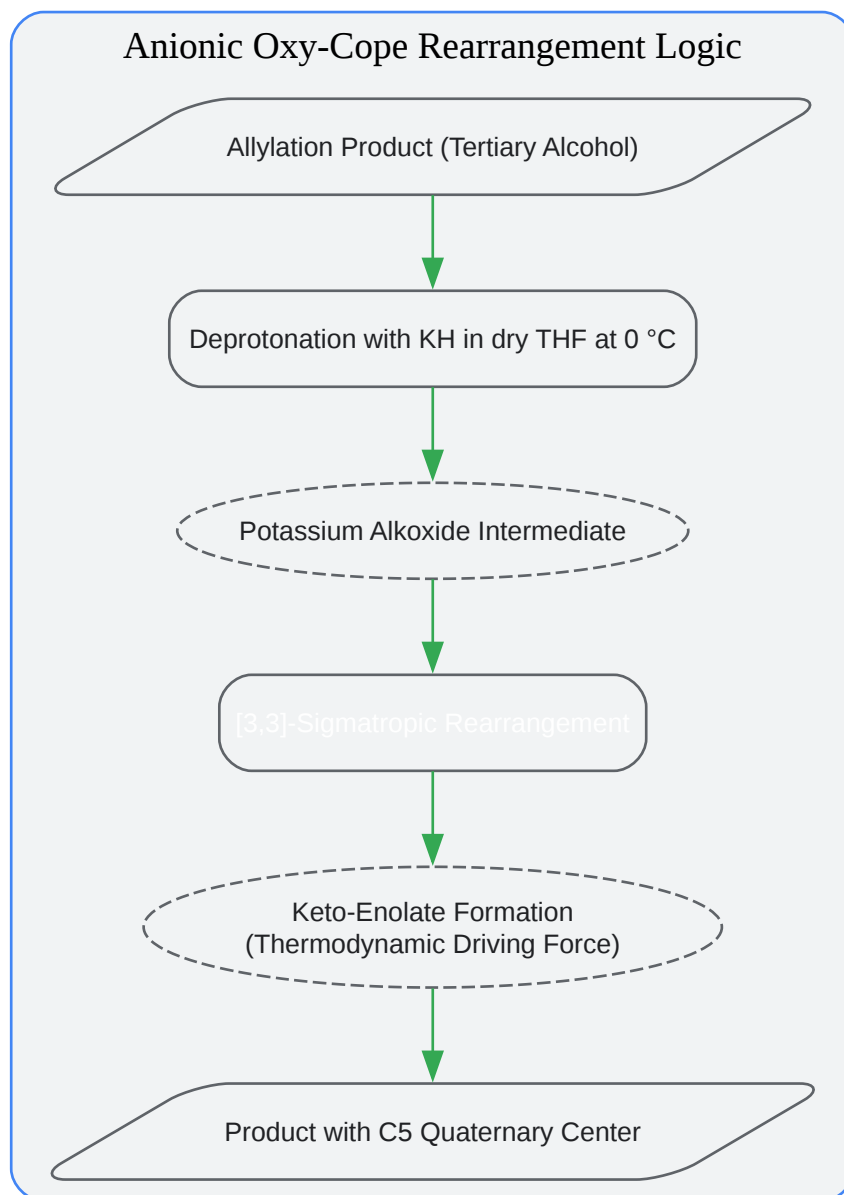 Anionic Oxy-Cope Rearrangement Logic
Allylation Product (Tertiary Alcohol)
Deprotonation with KH in dry THF at 0 °C
Potassium Alkoxide Intermediate
[3,3]-Sigmatropic Rearrangement
Keto-Enolate Formation
(Thermodynamic Driving Force)
Product with C5 Quaternary Center